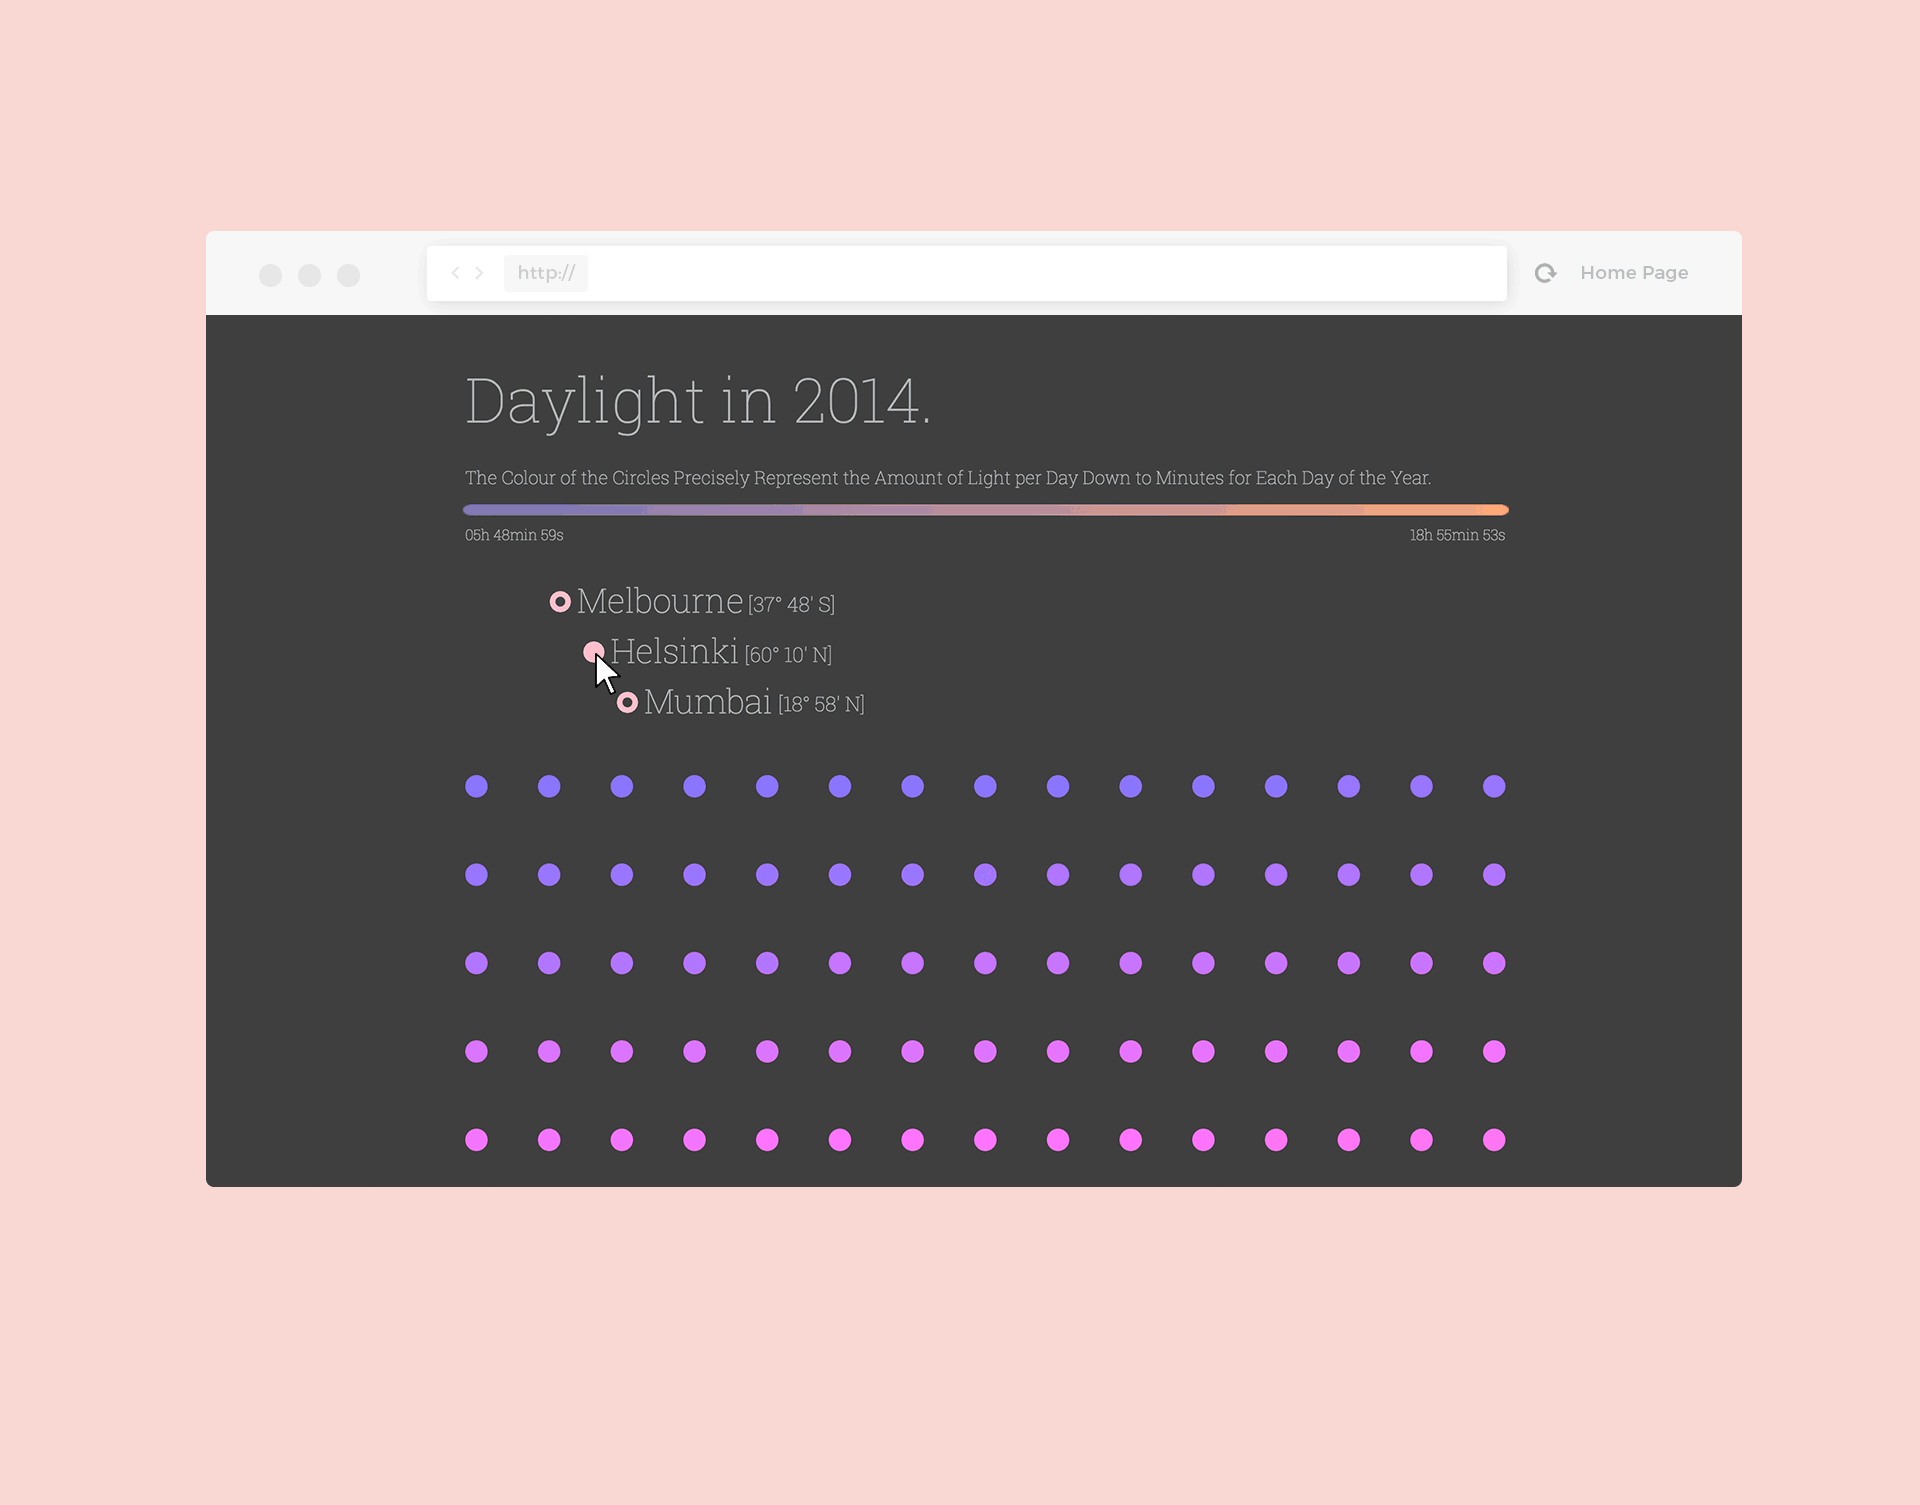 http://
Home Page
Daylight in 2014.
The Colour of the Circles Precisely Represent the Amount of Light per Day Down to Minutes for Each Day of the Year.
05h 48min 59s
18h 55min 53s
Melbourne [37° 48' S]
Helsinki [60° 10' N]
Mumbai [18° 58' N]